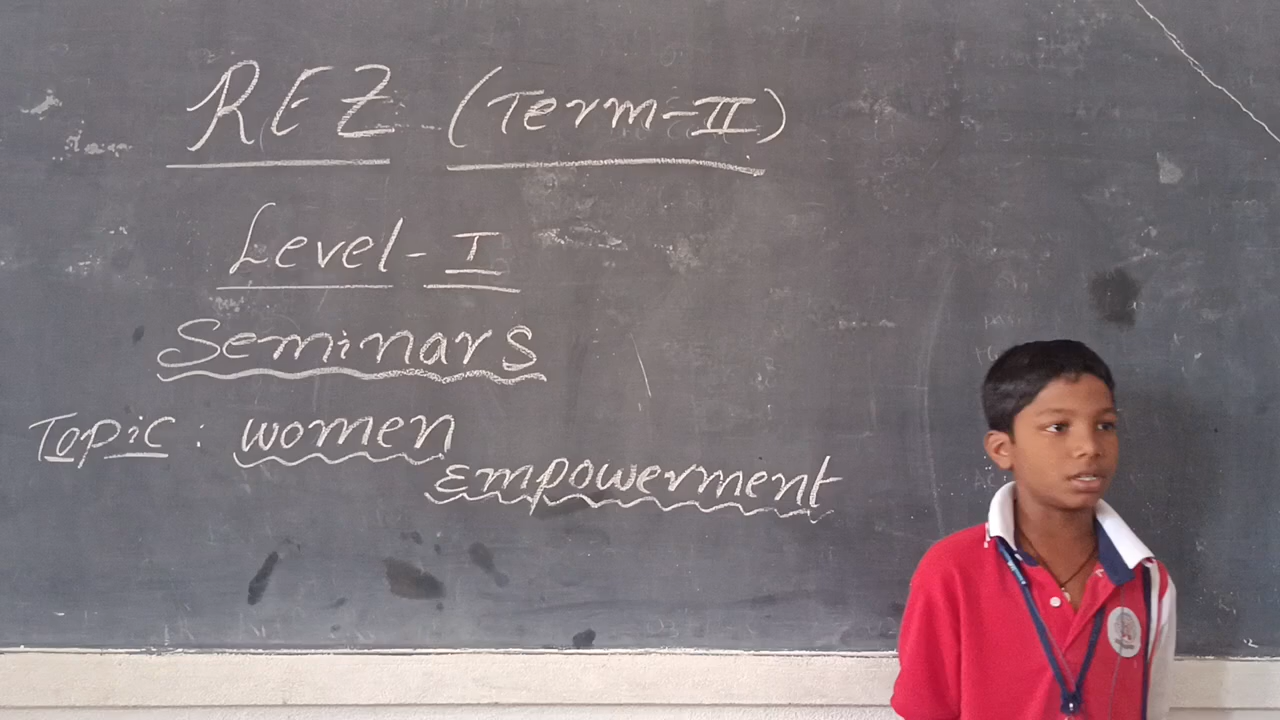 REZ (Term-II)
Level-I
Seminars
Topic: women
Empowerment